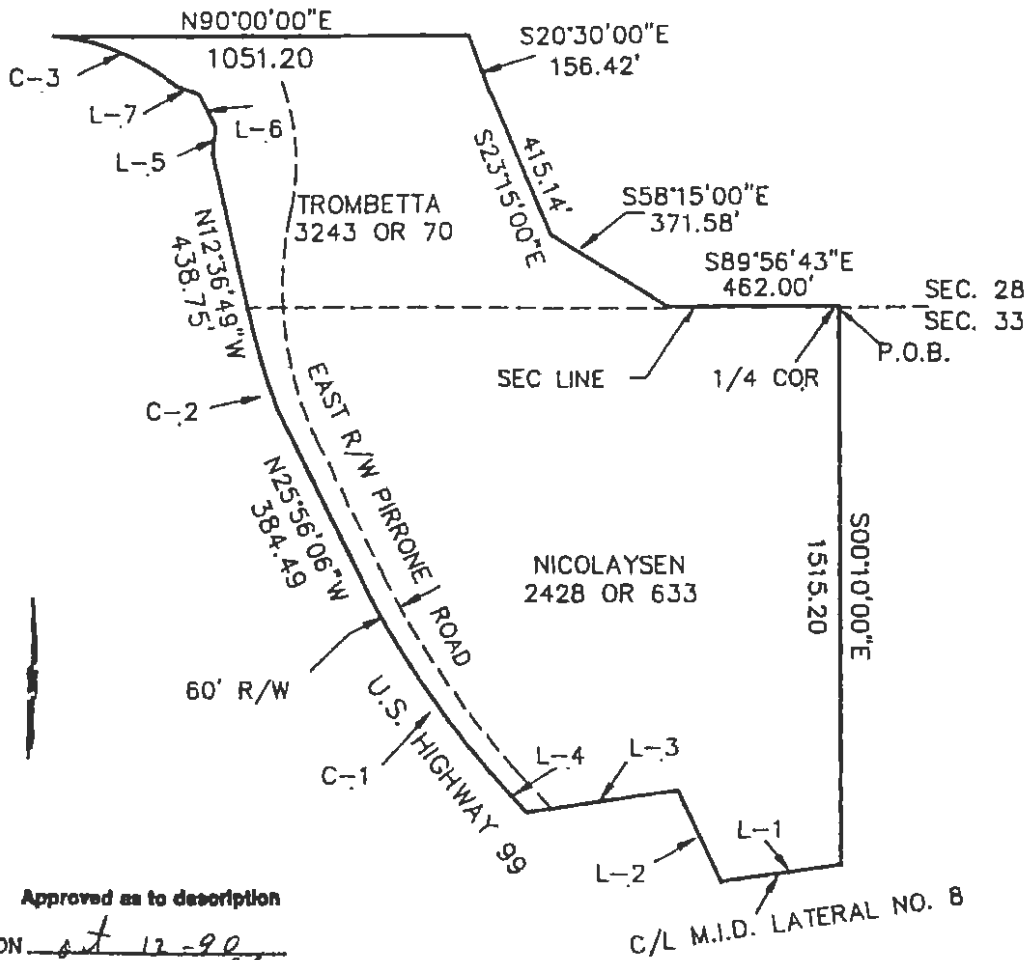 N90°00'00"E
1051.20
S20°30'00"E
156.42'
C-3
L-7
L-6
L-5
415.14'
S23°15'00"E
S58°15'00"E
371.58'
TROMBETTA
3243 OR 70
N12°36'49"W
438.75'
S89°56'43"E
462.00'
SEC. 28
SEC. 33
P.O.B.
SEC LINE
1/4 COR
C-2
EAST R/W PIRRONE ROAD
N25°56'06"W
384.49
NICOLAYSEN
2428 OR 633
S00°10'00"E
1515.20
60' R/W
U.S. HIGHWAY 99
C-1
L-4
L-3
L-1
L-2
C/L M.I.D. LATERAL NO. 8
Approved as to description
ON 12-90